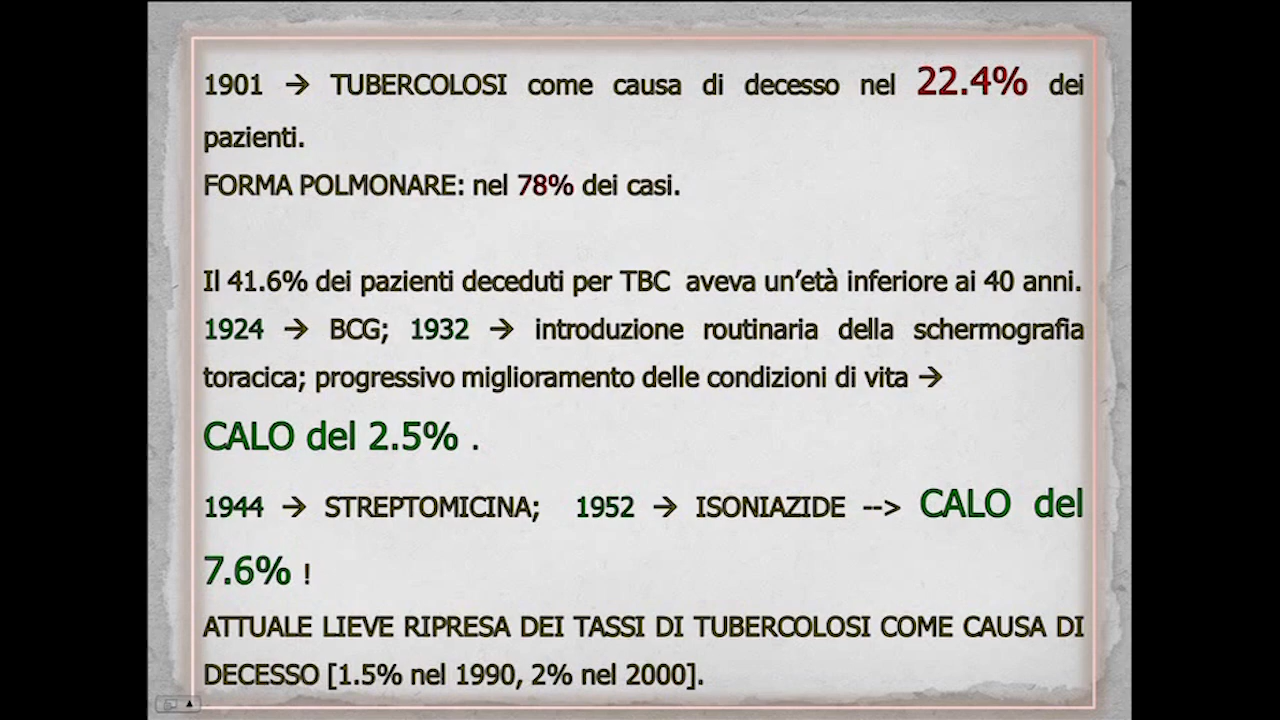 1901 → TUBERCOLOSI come causa di decesso nel 22.4% dei
pazienti.
FORMA POLMONARE: nel 78% dei casi.
Il 41.6% dei pazienti deceduti per TBC aveva un’età inferiore ai 40 anni.
1924 → BCG; 1932 → introduzione routinaria della schermografia
toracica; progressivo miglioramento delle condizioni di vita →
CALO del 2.5% .
1944 → STREPTOMICINA; 1952 → ISONIAZIDE --> CALO del
7.6% !
ATTUALE LIEVE RIPRESA DEI TASSI DI TUBERCOLOSI COME CAUSA DI
DECESSO [1.5% nel 1990, 2% nel 2000].